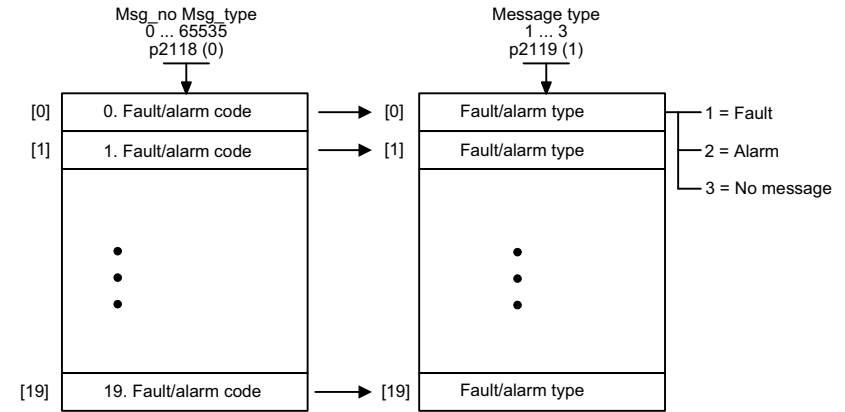 Msg_no Msg_type
0 ... 65535
p2118 (0)
Message type
1 ... 3
p2119 (1)
[0] 0. Fault/alarm code [0] Fault/alarm type 1 = Fault
[1] 1. Fault/alarm code [1] Fault/alarm type 2 = Alarm
3 = No message
[19] 19. Fault/alarm code [19] Fault/alarm type